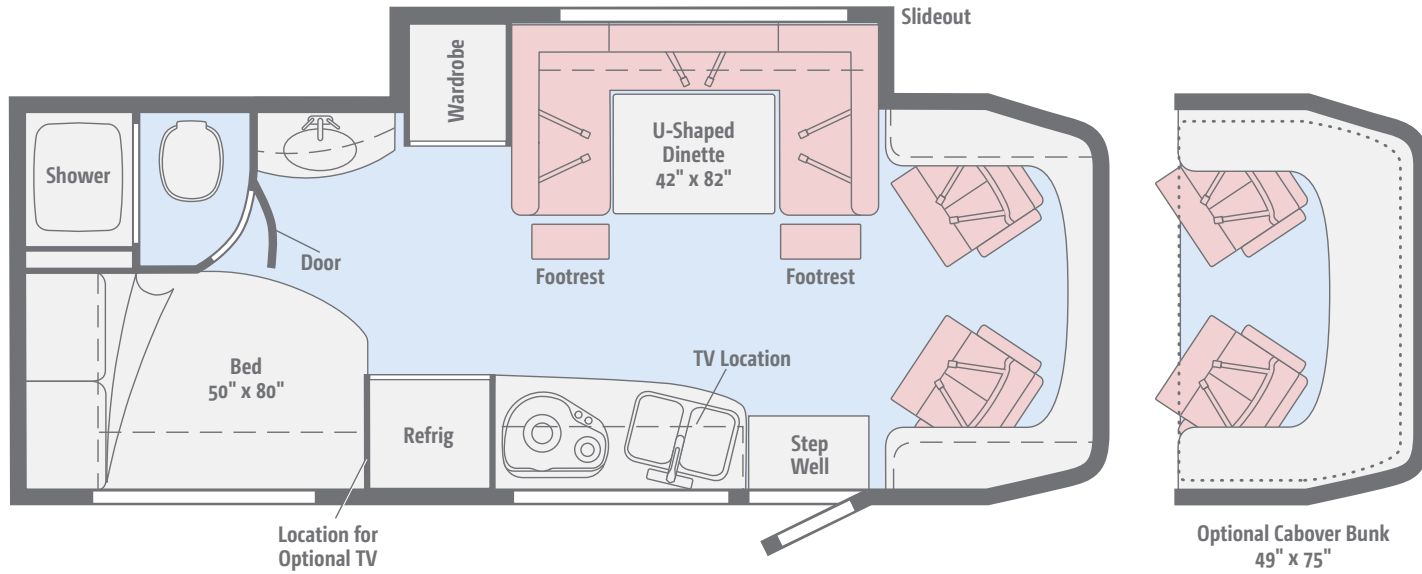 Slideout
Wardrobe
U-Shaped
Dinette
42" x 82"
Shower
Door
Footrest
Footrest
Bed
50" x 80"
TV Location
Refrig
Step
Well
Location for
Optional TV
Optional Cabover Bunk
49" x 75"